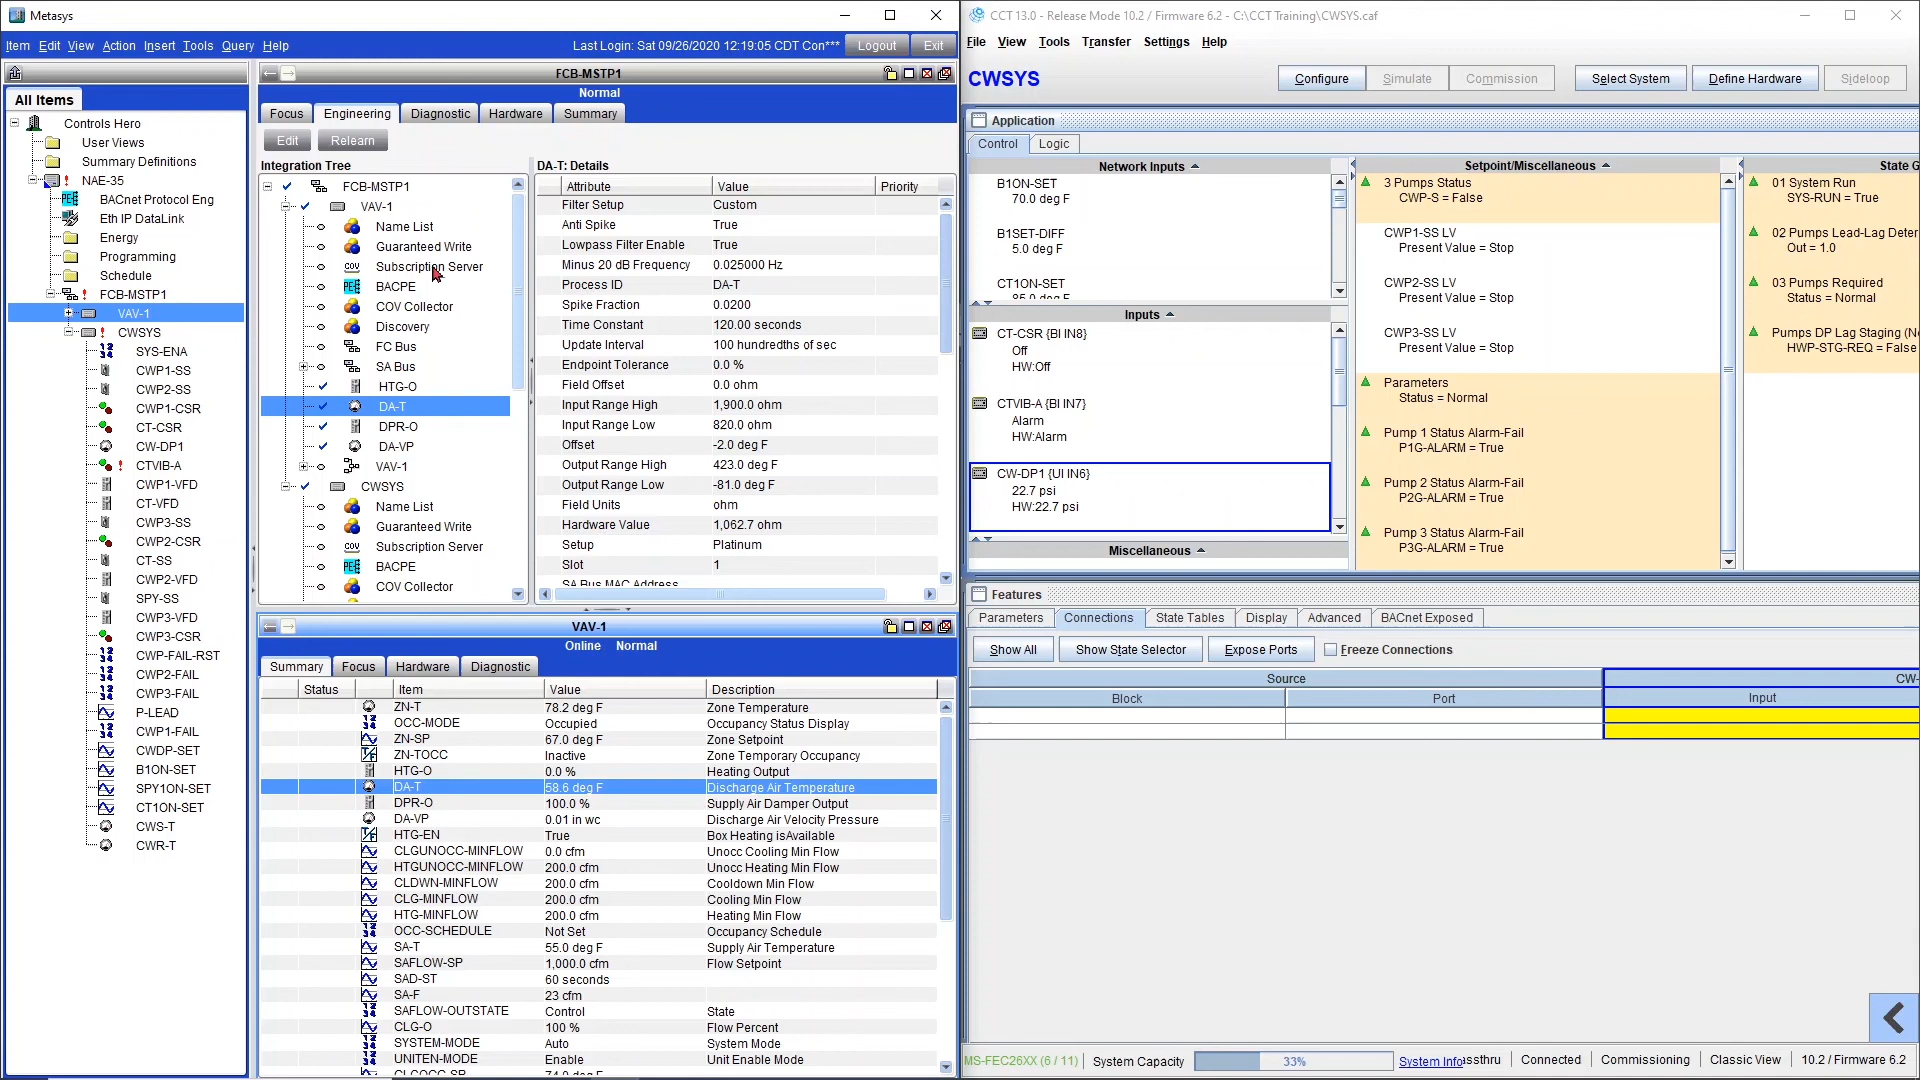 Metasys
Item Edit View Action Insert Tools Query Help
Last Login: Sat 09/26/2020 12:19:05 CDT Con***
Logout
Exit
All Items
Controls Hero
User Views
Summary Definitions
NAE-35
BACnet Protocol Eng
Eth IP DataLink
Energy
Programming
Schedule
FCB-MSTP1
VAV-1
CWSYS
SYS-ENA
CWP1-SS
CWP2-SS
CWP1-CSR
CT-CSR
CW-DP1
CTVIB-A
CWP1-VFD
CT-VFD
CWP3-SS
CWP2-CSR
CT-SS
CWP2-VFD
SPY-SS
CWP3-VFD
CWP3-CSR
CWP-FAIL-RST
CWP2-FAIL
CWP3-FAIL
P-LEAD
CWP1-FAIL
CWDP-SET
B1ON-SET
SPY1ON-SET
CT1ON-SET
CWS-T
CWR-T
FCB-MSTP1
Normal
Focus Engineering Diagnostic Hardware Summary
Edit Relearn
Integration Tree
FCB-MSTP1
VAV-1
Name List
Guaranteed Write
Subscription Server
BACPE
COV Collector
Discovery
FC Bus
SA Bus
HTG-O
DA-T
DPR-O
DA-VP
VAV-1
CWSYS
Name List
Guaranteed Write
Subscription Server
BACPE
COV Collector
DA-T: Details
Attribute Value Priority
Filter Setup Custom
Anti Spike True
Lowpass Filter Enable True
Minus 20 dB Frequency 0.025000 Hz
Process ID DA-T
Spike Fraction 0.0200
Time Constant 120.00 seconds
Update Interval 100 hundredths of sec
Endpoint Tolerance 0.0 %
Field Offset 0.0 ohm
Input Range High 1,900.0 ohm
Input Range Low 820.0 ohm
Offset -2.0 deg F
Output Range High 423.0 deg F
Output Range Low -81.0 deg F
Field Units ohm
Hardware Value 1,062.7 ohm
Setup Platinum
Slot 1
SA Bus MAC Address
VAV-1
Online Normal
Summary Focus Hardware Diagnostic
Status Item Value Description
ZN-T 78.2 deg F Zone Temperature
OCC-MODE Occupied Occupancy Status Display
ZN-SP 67.0 deg F Zone Setpoint
ZN-TOCC Inactive Zone Temporary Occupancy
HTG-O 0.0 % Heating Output
DA-T 58.6 deg F Discharge Air Temperature
DPR-O 100.0 % Supply Air Damper Output
DA-VP 0.01 in wc Discharge Air Velocity Pressure
HTG-EN True Box Heating isAvailable
CLGUNOCC-MINFLOW 0.0 cfm Unocc Cooling Min Flow
HTGUNOCC-MINFLOW 200.0 cfm Unocc Heating Min Flow
CLDWN-MINFLOW 200.0 cfm Cooldown Min Flow
CLG-MINFLOW 200.0 cfm Cooling Min Flow
HTG-MINFLOW 200.0 cfm Heating Min Flow
OCC-SCHEDULE Not Set Occupancy Schedule
SA-T 55.0 deg F Supply Air Temperature
SAFLOW-SP 1,000.0 cfm Flow Setpoint
SAD-ST 60 seconds
SA-F 23 cfm
SAFLOW-OUTSTATE Control State
CLG-O 100 % Flow Percent
SYSTEM-MODE Auto System Mode
UNITEN-MODE Enable Unit Enable Mode
CCT 13.0 - Release Mode 10.2 / Firmware 6.2 - C:\CCT Training\CWSYS.caf
File View Tools Transfer Settings Help
CWSYS
Configure Simulate Commission Select System Define Hardware Sideloop
Application
Control Logic
Network Inputs
B1ON-SET
70.0 deg F
B1SET-DIFF
5.0 deg F
CT1ON-SET
85.0 deg F
Inputs
CT-CSR {BI IN8}
Off
HW:Off
CTVIB-A {BI IN7}
Alarm
HW:Alarm
CW-DP1 {UI IN6}
22.7 psi
HW:22.7 psi
Miscellaneous
Setpoint/Miscellaneous
3 Pumps Status
CWP-S = False
CWP1-SS LV
Present Value = Stop
CWP2-SS LV
Present Value = Stop
CWP3-SS LV
Present Value = Stop
Parameters
Status = Normal
Pump 1 Status Alarm-Fail
P1G-ALARM = True
Pump 2 Status Alarm-Fail
P2G-ALARM = True
Pump 3 Status Alarm-Fail
P3G-ALARM = True
State G
01 System Run
SYS-RUN = True
02 Pumps Lead-Lag Deter
Out = 1.0
03 Pumps Required
Status = Normal
Pumps DP Lag Staging (N
HWP-STG-REQ = False
Features
Parameters Connections State Tables Display Advanced BACnet Exposed
Show All Show State Selector Expose Ports Freeze Connections
Source CW-
Block Port Input
MS-FEC26XX (6 / 11) System Capacity 33% System Info assthru Connected Commissioning Classic View 10.2 / Firmware 6.2